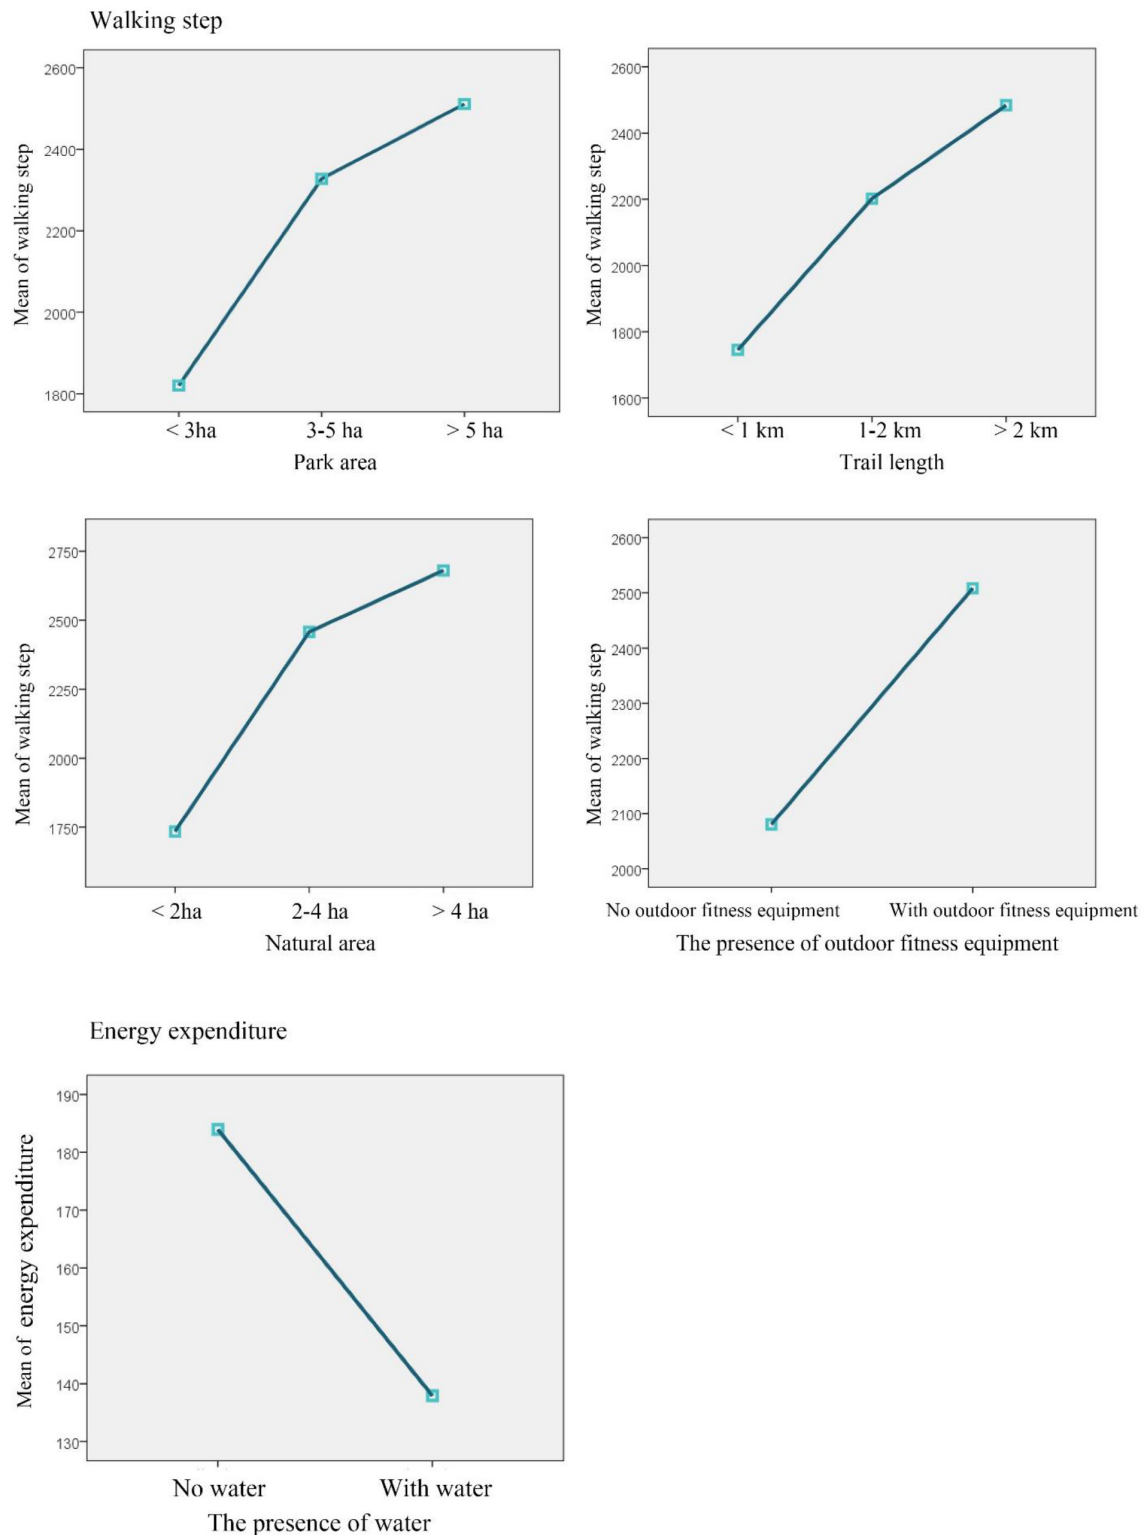 Walking step
Mean of walking step
2600
2400
2200
2000
1800
< 3ha 3-5 ha > 5 ha
Park area
Mean of walking step
2600
2400
2200
2000
1800
1600
< 1 km 1-2 km > 2 km
Trail length
Mean of walking step
2750
2500
2250
2000
1750
< 2ha 2-4 ha > 4 ha
Natural area
Mean of walking step
2600
2500
2400
2300
2200
2100
2000
No outdoor fitness equipment With outdoor fitness equipment
The presence of outdoor fitness equipment
Energy expenditure
Mean of energy expenditure
190
180
170
160
150
140
130
No water With water
The presence of water